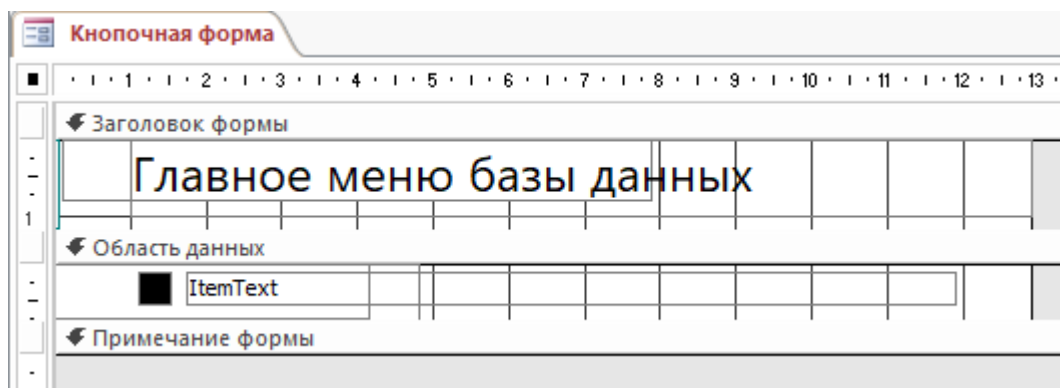 Кнопочная форма
1 2 3 4 5 6 7 8 9 10 11 12 13
Заголовок формы
Главное меню базы данных
1
Область данных
ItemText
Примечание формы